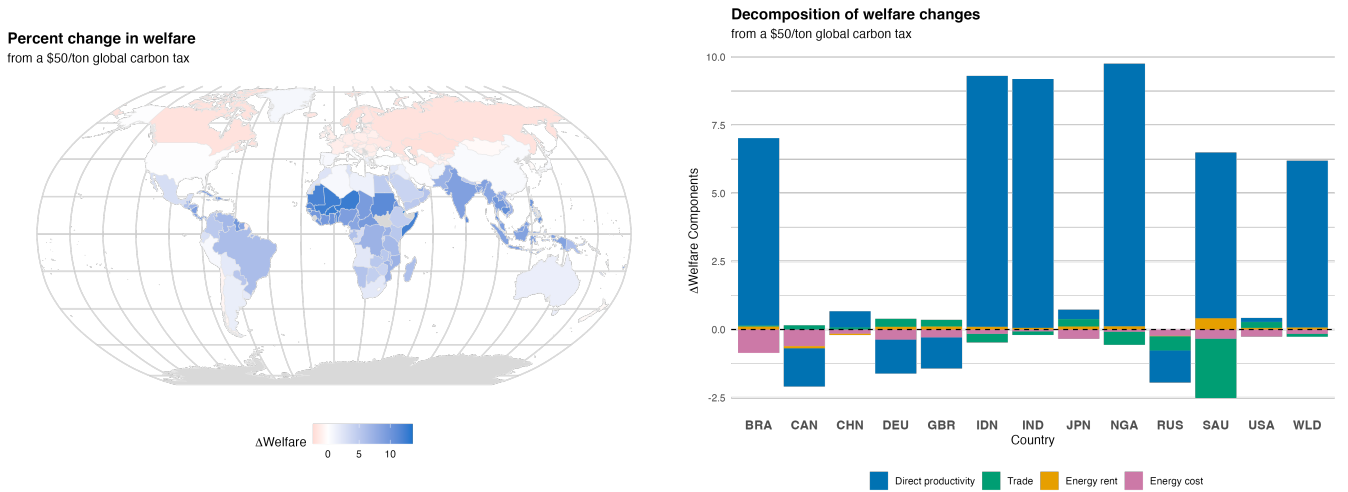 Percent change in welfare
from a $50/ton global carbon tax
ΔWelfare
0 5 10
Decomposition of welfare changes
from a $50/ton global carbon tax
ΔWelfare Components
10.0
7.5
5.0
2.5
0.0
-2.5
BRA CAN CHN DEU GBR IDN IND JPN NGA RUS SAU USA WLD
Country
Direct productivity Trade Energy rent Energy cost